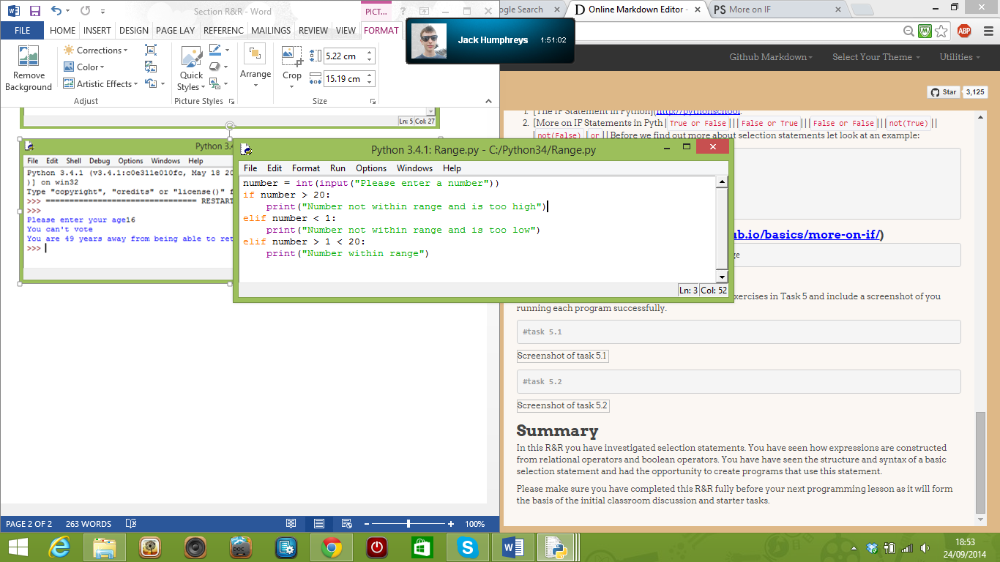 Section R&R - Word
PICT...
FILE
HOME
INSERT
DESIGN
PAGE LAY
REFERENC
MAILINGS
REVIEW
VIEW
FORMAT
Remove
Background
Corrections
Color
Artistic Effects
Adjust
Quick
Styles
Picture Styles
Arrange
Crop
5.22 cm
15.19 cm
Size
Jack Humphreys
1:51:02
ogle Search
Online Markdown Editor -
PS More on IF
ABP
Github Markdown
Select Your Theme
Utilities
Star
3,125
Ln: 5 Col: 27
Python 3.4
File Edit Shell Debug Options Windows Help
Python 3.4.1 (v3.4.1:c0e311e010fc, May 18 20
)] on win32
Type "copyright", "credits" or "license()" f
>>> ================================ RESTART
>>>
Please enter your age16
You can't vote
You are 49 years away from being able to ret
>>>
Python 3.4.1: Range.py - C:/Python34/Range.py
File Edit Format Run Options Windows Help
number = int(input("Please enter a number"))
if number > 20:
    print("Number not within range and is too high")
elif number < 1:
    print("Number not within range and is too low")
elif number > 1 < 20:
    print("Number within range")
Ln: 3 Col: 52
1. [The IF Statement in Python](http://pythonschool.
2. [More on IF Statements in Pyth | True or False ||| False or True ||| False or False ||| not(True) ||
| not(False) | or || Before we find out more about selection statements let look at an example:
ub.io/basics/more-on-if/)
ge
xercises in Task 5 and include a screenshot of you
running each program successfully.
#task 5.1
Screenshot of task 5.1
#task 5.2
Screenshot of task 5.2
Summary
In this R&R you have investigated selection statements. You have seen how expressions are constructed
from relational operators and boolean operators. You have have seen the structure and syntax of a basic
selection statement and had the opportunity to create programs that use this statement.
Please make sure you have completed this R&R fully before your next programming lesson as it will form
the basis of the initial classroom discussion and starter tasks.
PAGE 2 OF 2
263 WORDS
100%
DOC
18:53
24/09/2014